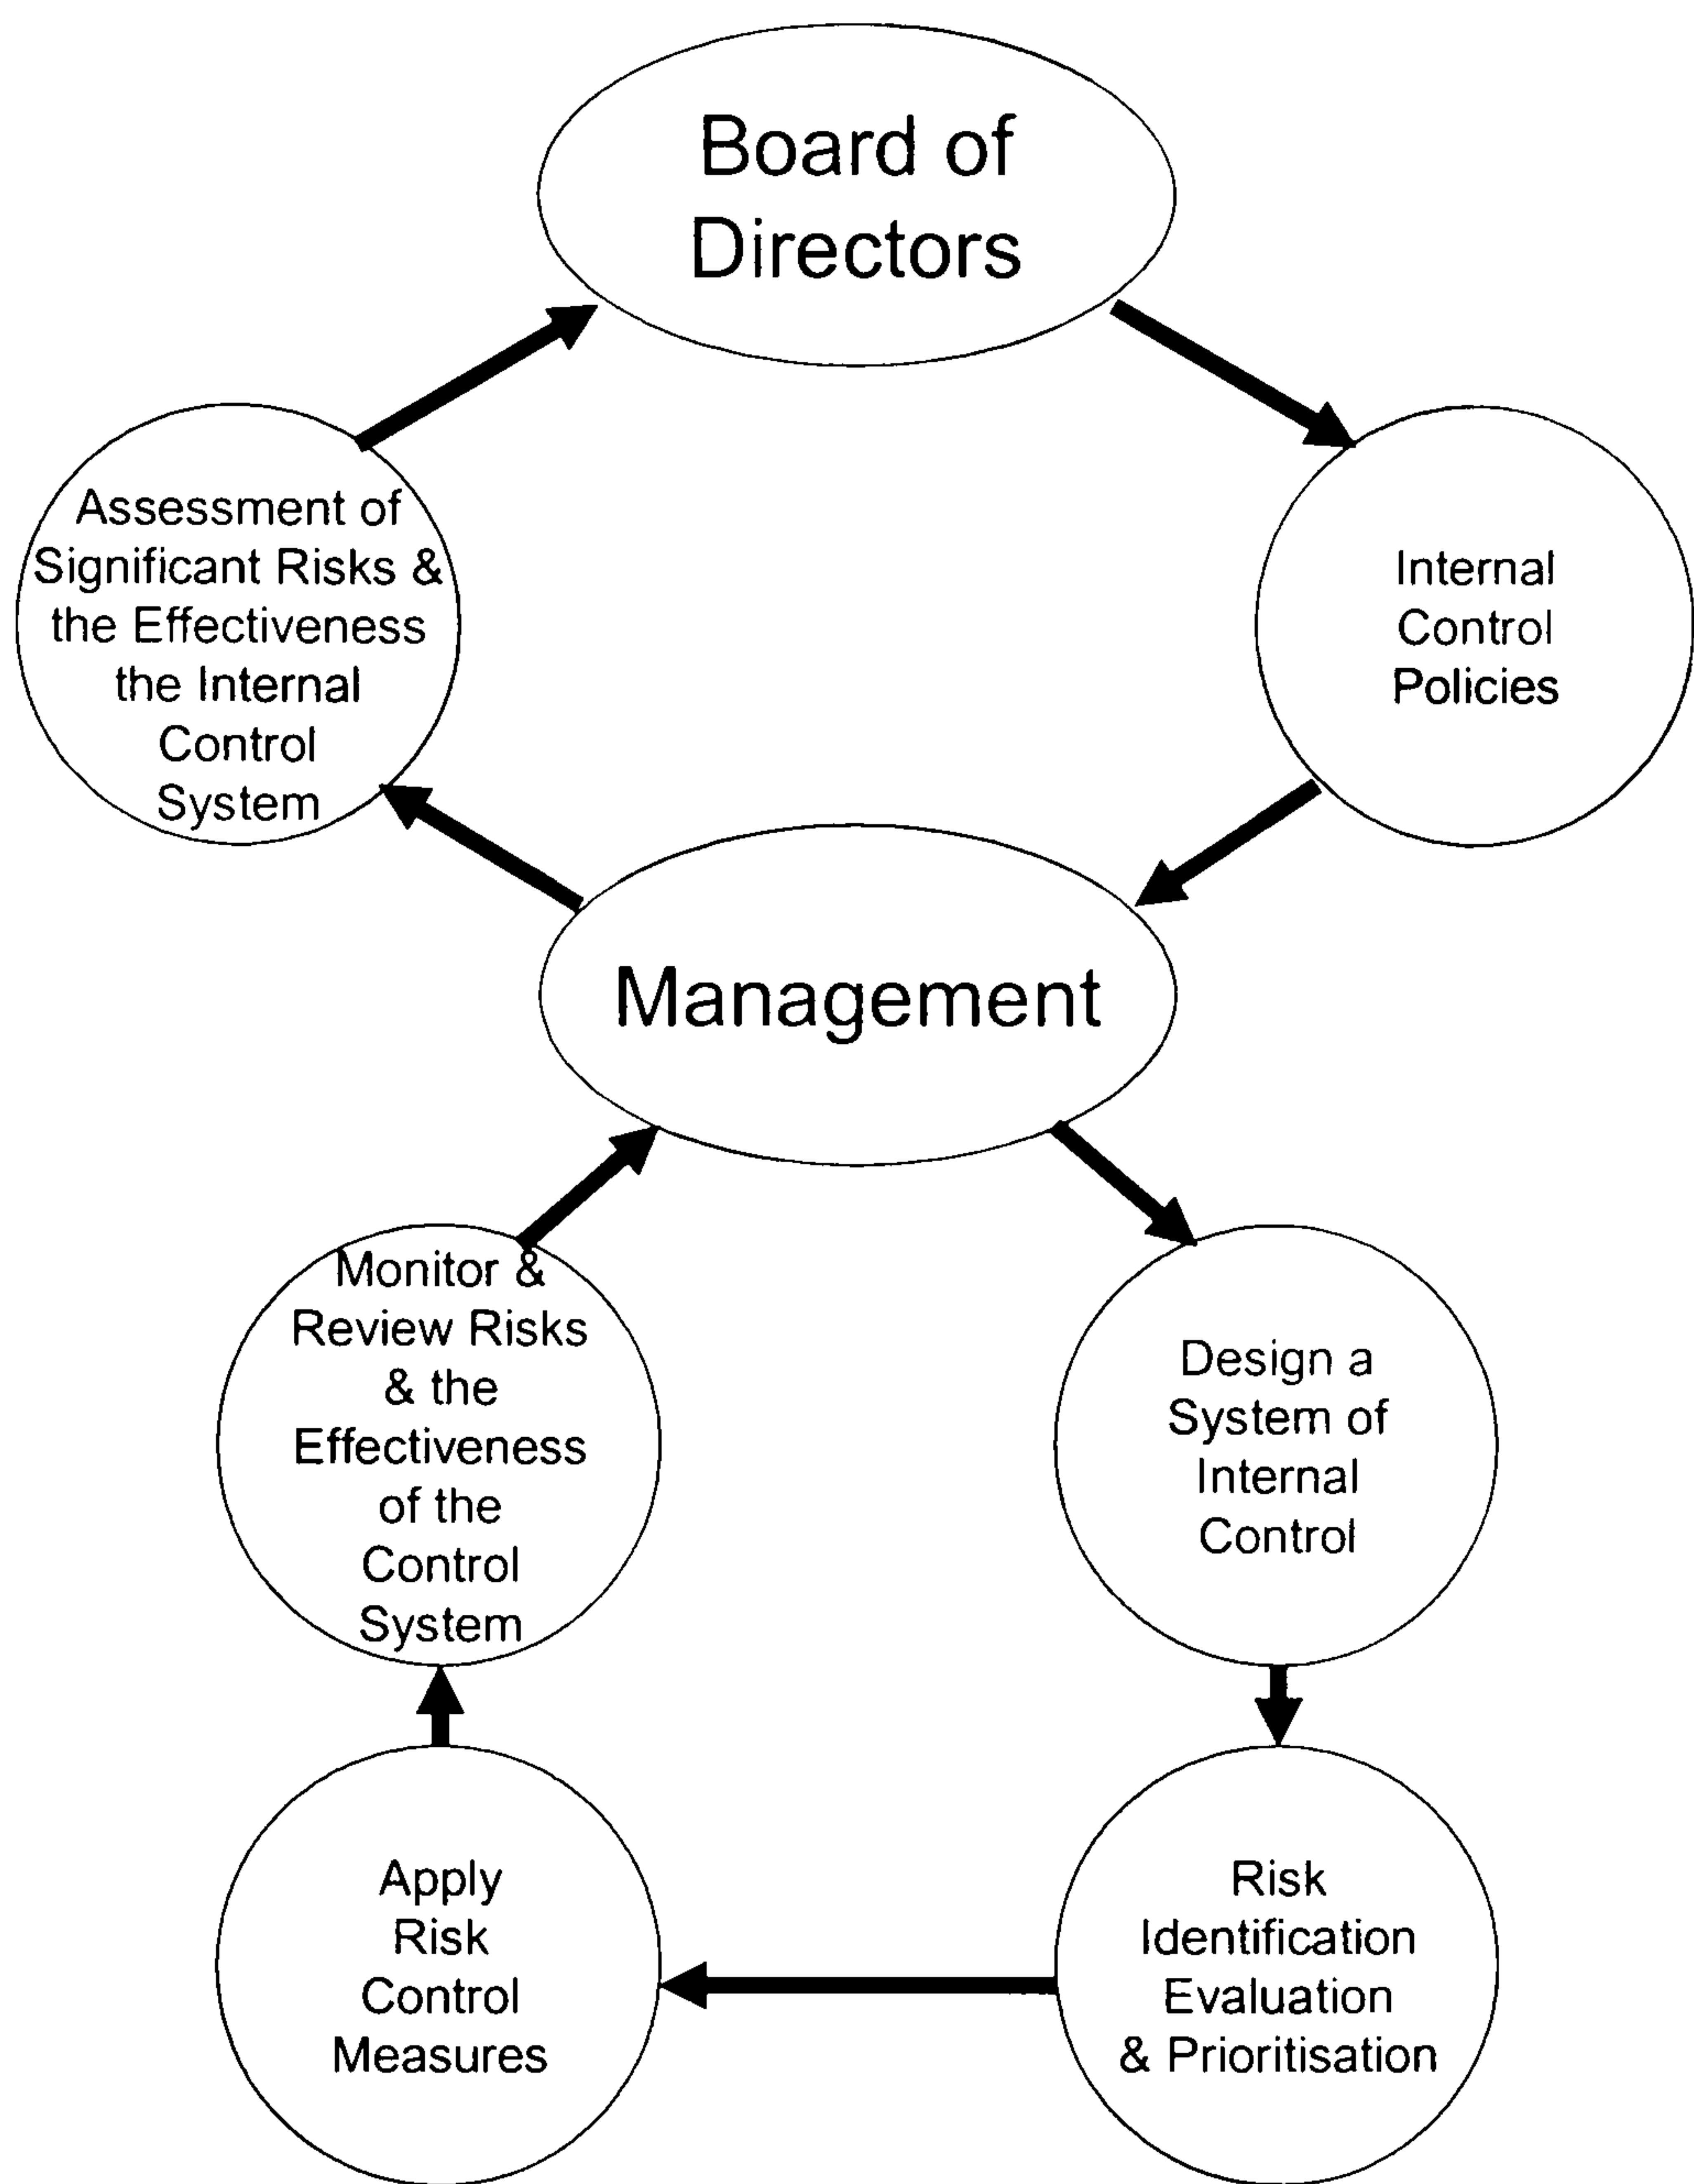 Board of
Directors
Assessment of
Significant Risks &
the Effectiveness
the Internal
Control
System
Internal
Control
Policies
Management
Monitor &
Review Risks
& the
Effectiveness
of the
Control
System
Design a
System of
Internal
Control
Apply
Risk
Control
Measures
Risk
Identification
Evaluation
& Prioritisation